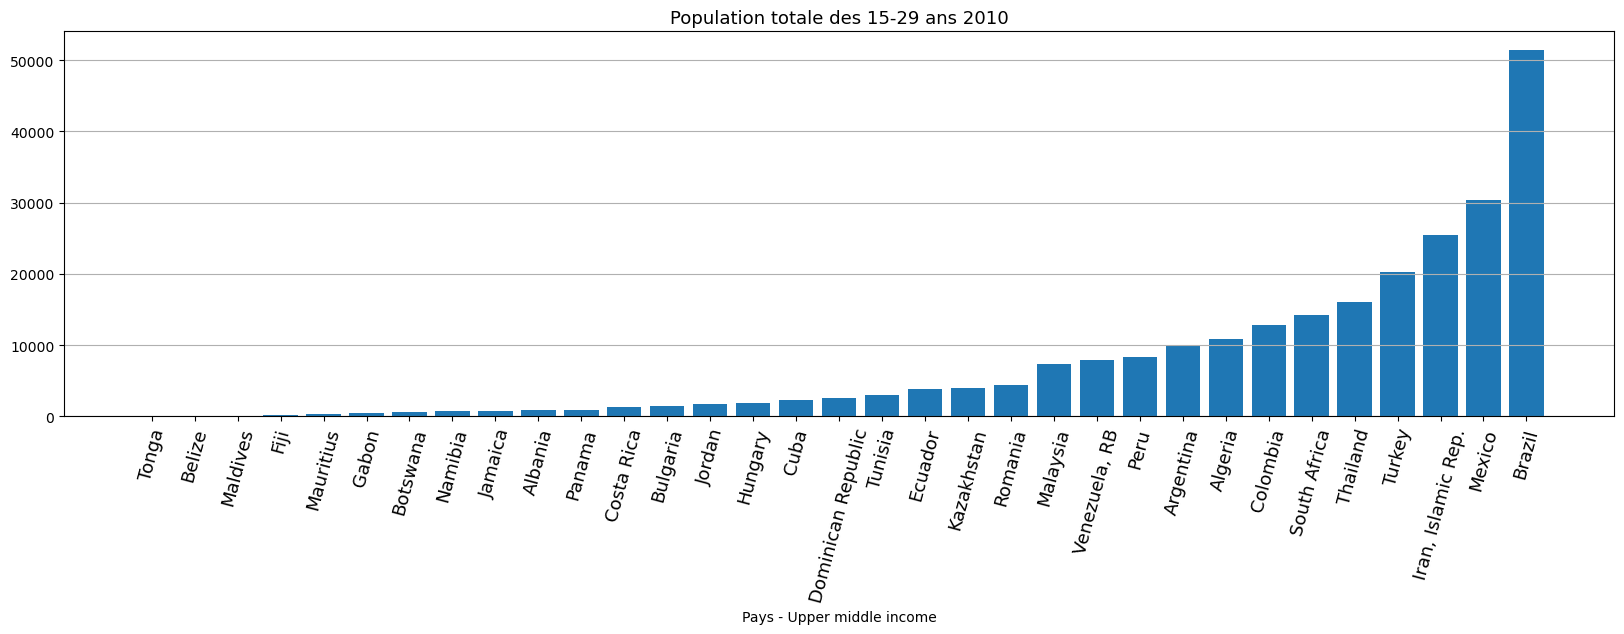 Population totale des 15-29 ans 2010
50000
40000
30000
20000
10000
0
Tonga
Belize
Maldives
Fiji
Mauritius
Gabon
Botswana
Namibia
Jamaica
Albania
Panama
Costa Rica
Bulgaria
Jordan
Hungary
Cuba
Dominican Republic
Tunisia
Ecuador
Kazakhstan
Romania
Malaysia
Venezuela, RB
Peru
Argentina
Algeria
Colombia
South Africa
Thailand
Turkey
Iran, Islamic Rep.
Mexico
Brazil
Pays - Upper middle income